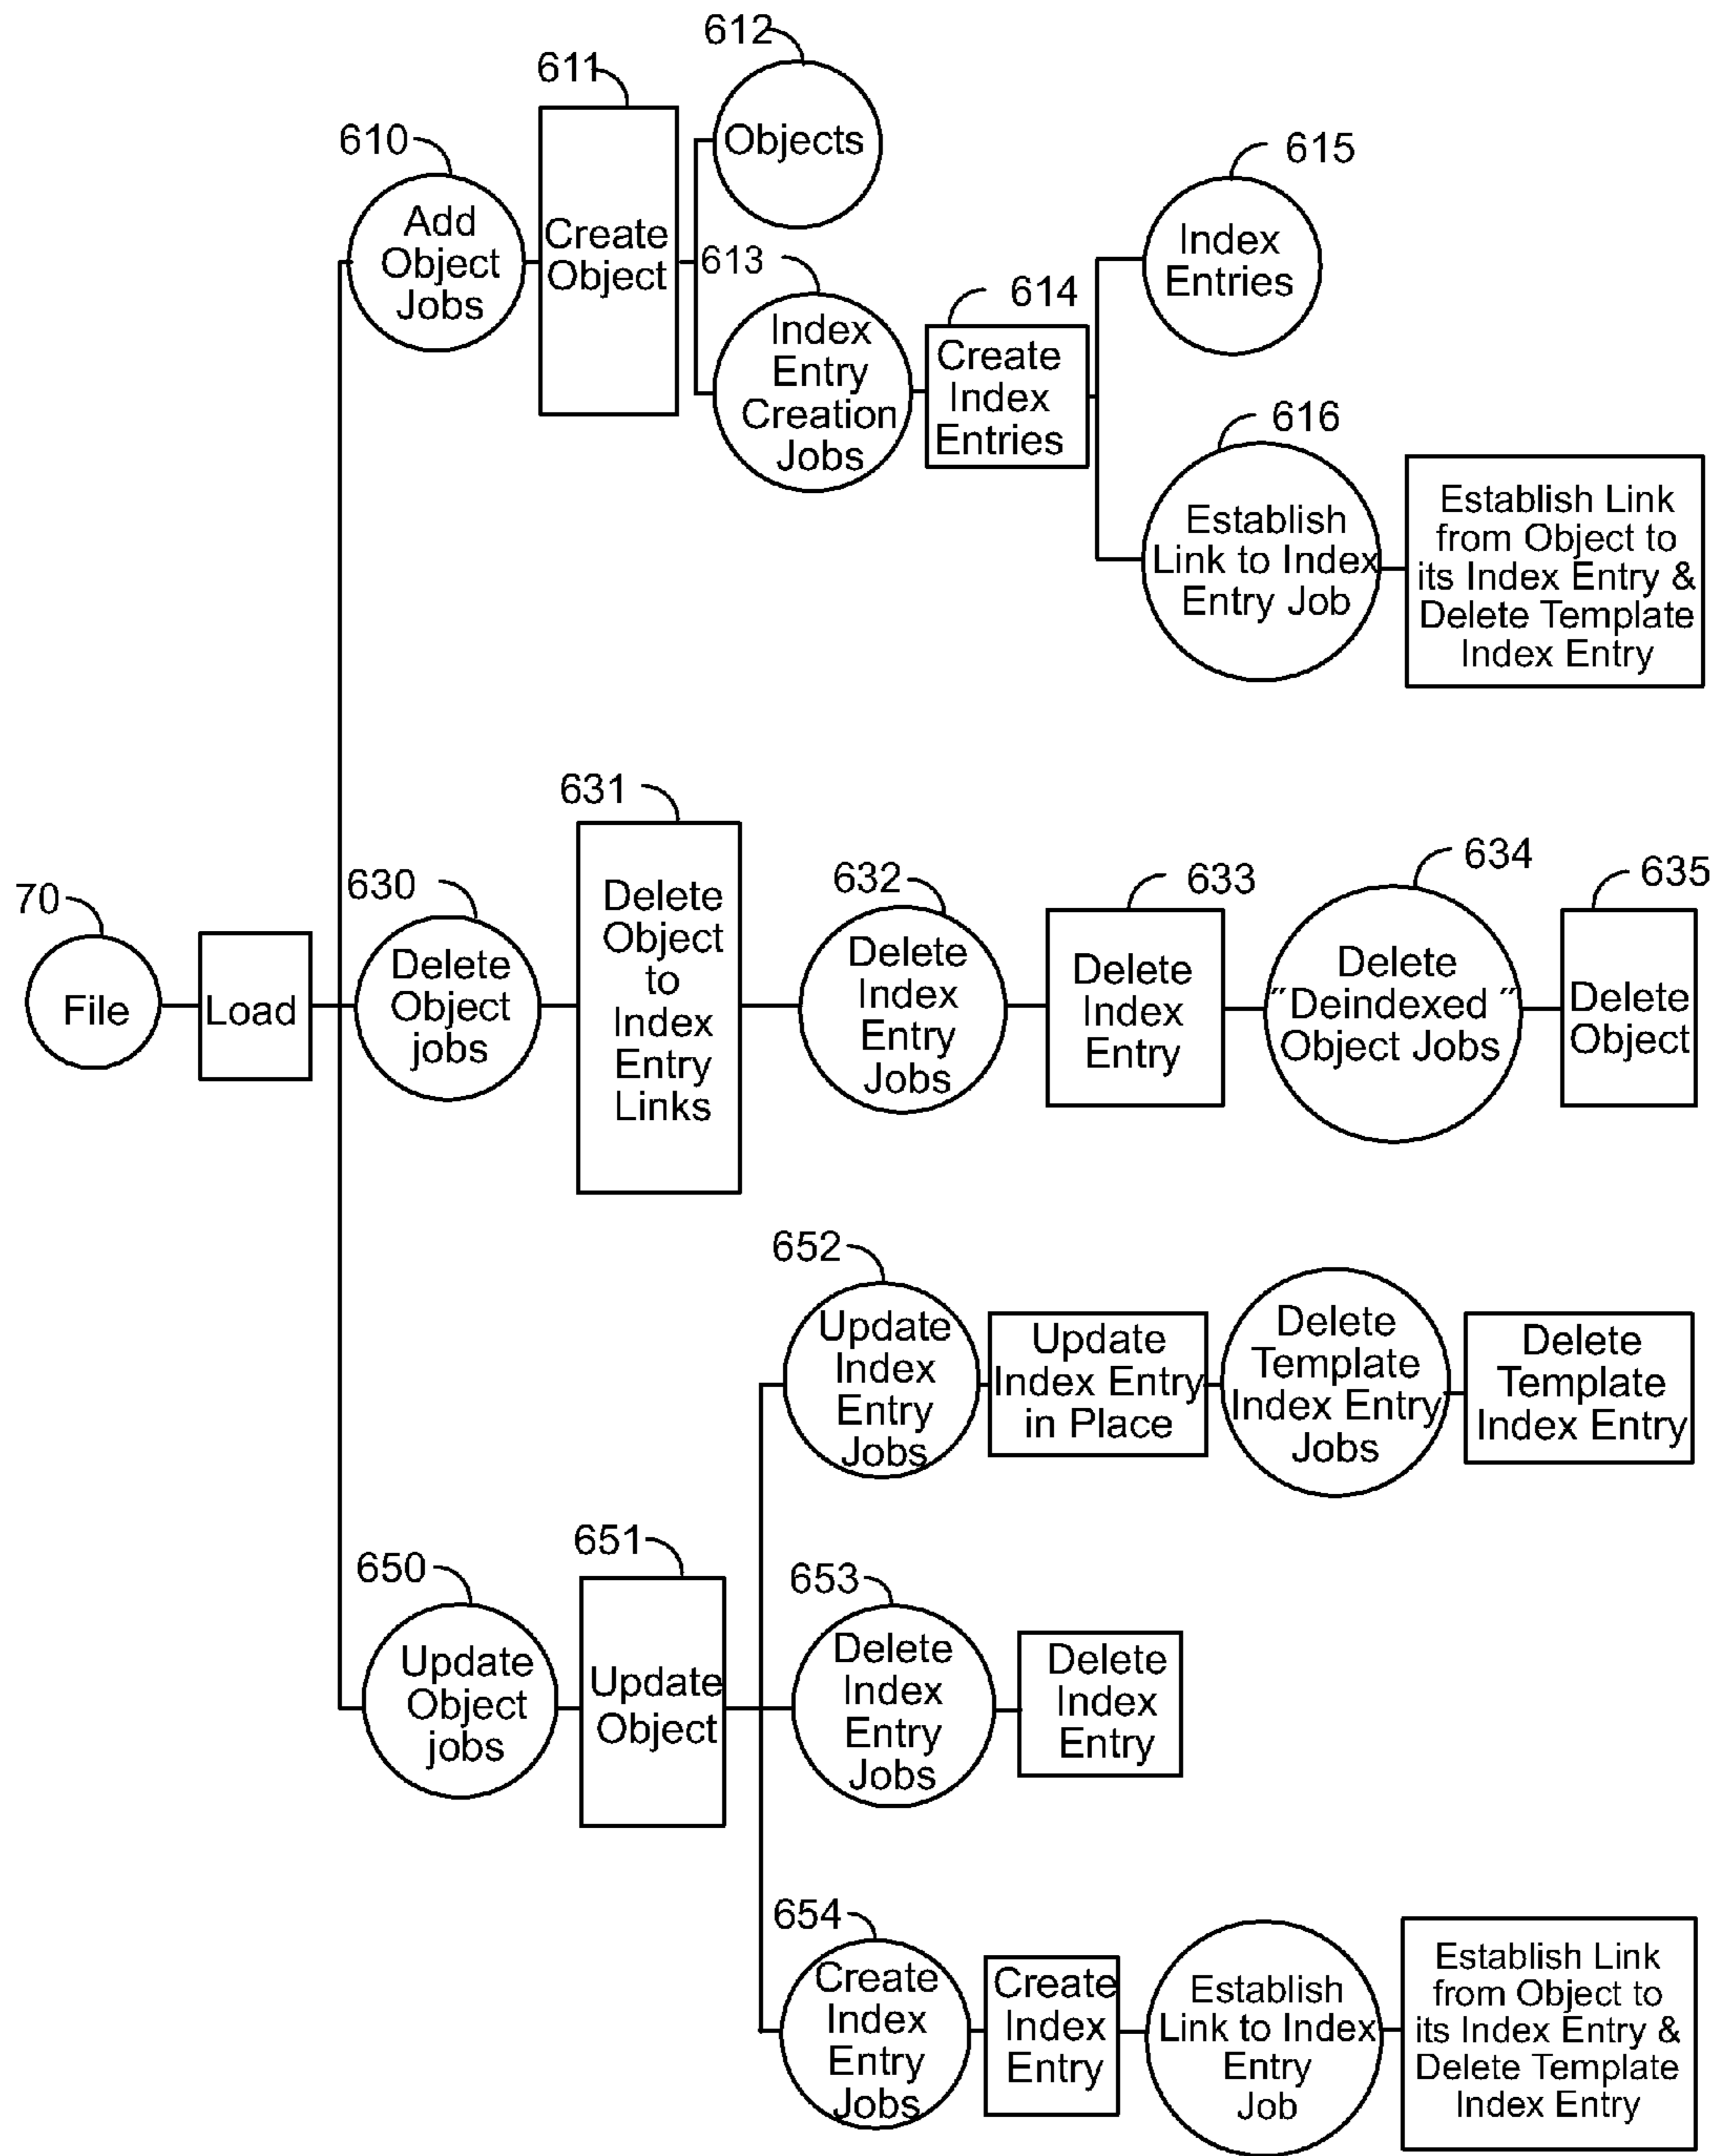 612
611
610
Objects
Add
Object
Jobs
Create
Object
615
Index
Entries
613
614
Index
Entry
Creation
Jobs
Create
Index
Entries
616
Establish
Link to Index
Entry Job
Establish Link
from Object to
its Index Entry &
Delete Template
Index Entry
70
File
Load
630
Delete
Object
jobs
631
Delete
Object
to
Index
Entry
Links
632
Delete
Index
Entry
Jobs
633
Delete
Index
Entry
634
Delete
"Deindexed "
Object Jobs
635
Delete
Object
652
Update
Index
Entry
Jobs
Update
Index Entry
in Place
Delete
Template
Index Entry
Jobs
Delete
Template
Index Entry
650
Update
Object
jobs
651
Update
Object
653
Delete
Index
Entry
Jobs
Delete
Index
Entry
654
Create
Index
Entry
Jobs
Create
Index
Entry
Establish
Link to Index
Entry
Job
Establish Link
from Object to
its Index Entry &
Delete Template
Index Entry